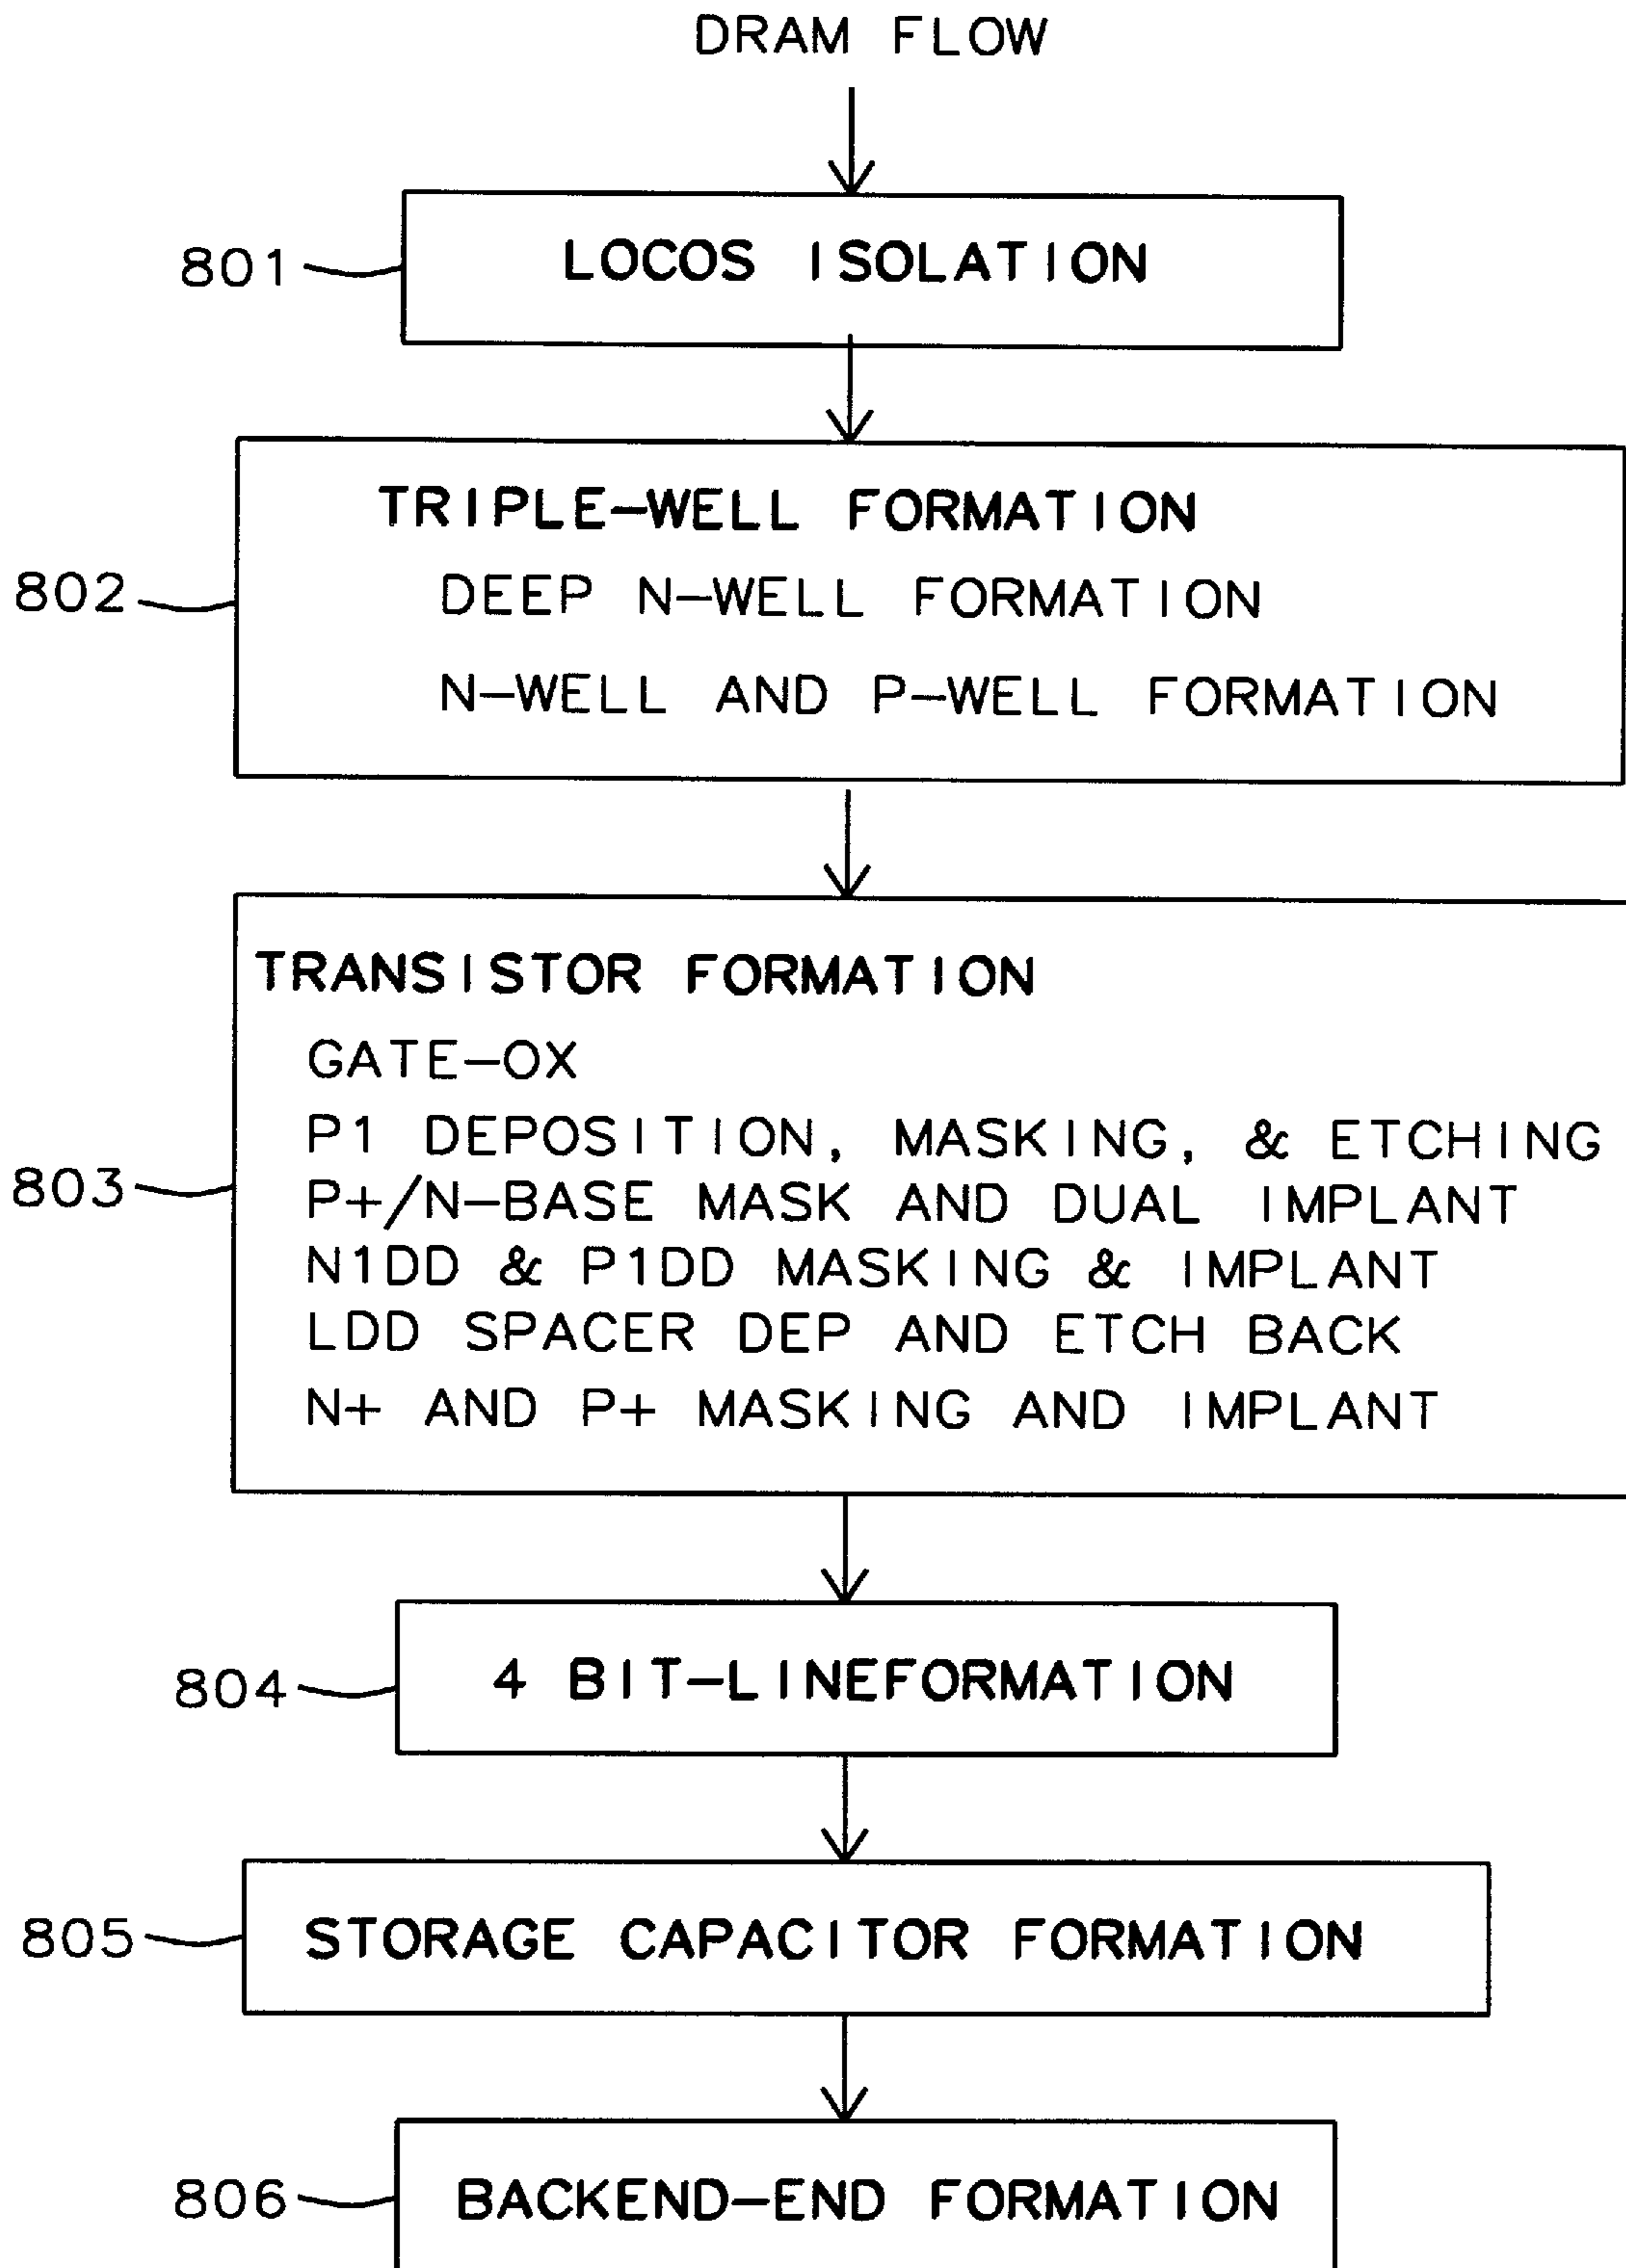 DRAM FLOW
801
LOCOS ISOLATION
802
TRIPLE-WELL FORMATION
DEEP N-WELL FORMATION
N-WELL AND P-WELL FORMATION
803
TRANSISTOR FORMATION
GATE-OX
P1 DEPOSITION, MASKING, & ETCHING
P+/N-BASE MASK AND DUAL IMPLANT
N1DD & P1DD MASKING & IMPLANT
LDD SPACER DEP AND ETCH BACK
N+ AND P+ MASKING AND IMPLANT
804
4 BIT-LINEFORMATION
805
STORAGE CAPACITOR FORMATION
806
BACKEND-END FORMATION